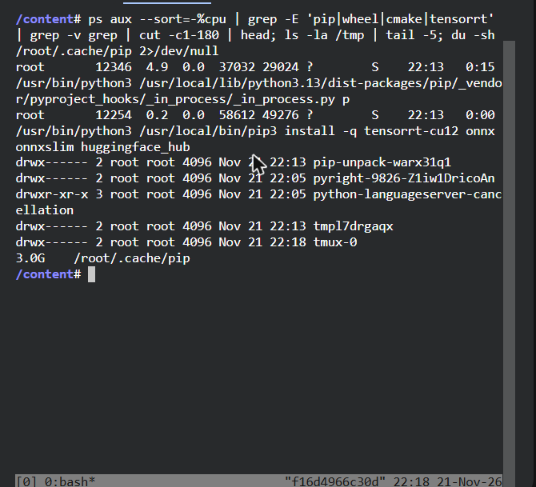 /content# ps aux --sort=-%cpu | grep -E 'pip|wheel|cmake|tensorrt'
| grep -v grep | cut -c1-180 | head; ls -la /tmp | tail -5; du -sh
/root/.cache/pip 2>/dev/null
root       12346  4.9  0.0  37032 29024 ?        S    22:13   0:15
/usr/bin/python3 /usr/local/lib/python3.13/dist-packages/pip/_vendo
r/pyproject_hooks/_in_process/_in_process.py p
root       12254  0.2  0.0  58612 49276 ?        S    22:13   0:00
/usr/bin/python3 /usr/local/bin/pip3 install -q tensorrt-cu12 onnx
onnxslim huggingface_hub
drwx------ 2 root root 4096 Nov 21 22:13 pip-unpack-warx31q1
drwx------ 2 root root 4096 Nov 21 22:05 pyright-9826-Z1iw1DricoAn
drwxr-xr-x 3 root root 4096 Nov 21 22:05 python-languageserver-canc
ellation
drwx------ 2 root root 4096 Nov 21 22:13 tmpl7drgaqx
drwx------ 2 root root 4096 Nov 21 22:18 tmux-0
3.0G    /root/.cache/pip
/content#
[0] 0:bash*                        "f16d4966c30d" 22:18 21-Nov-26